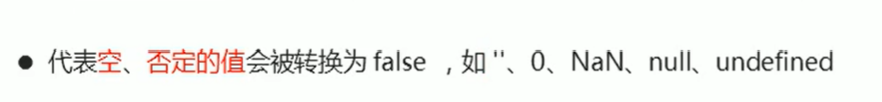 ● 代表空、否定的值会被转换为 false ，如 ''、0、NaN、null、undefined